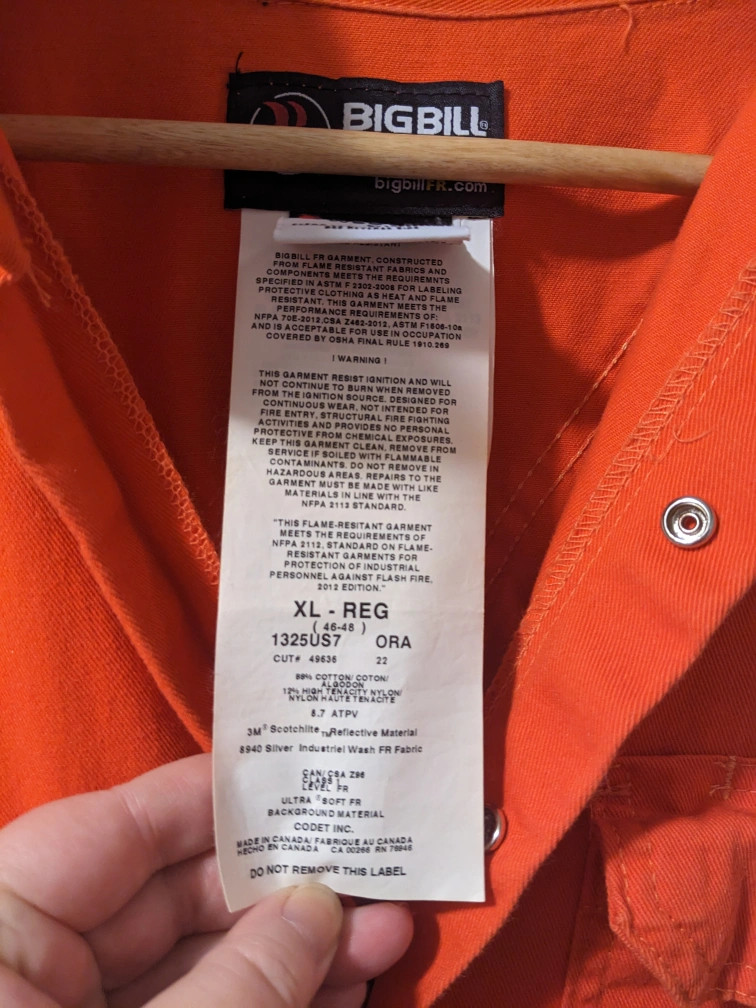 BIGBILL
bigbillFR.com
BIGBILL FR GARMENT, CONSTRUCTED
FROM FLAME RESISTANT FABRICS AND
COMPONENTS MEETS THE REQUIREMNTS
SPECIFIED IN ASTM F 2302-2008 FOR LABELING
PROTECTIVE CLOTHING AS HEAT AND FLAME
RESISTANT. THIS GARMENT MEETS THE
PERFORMANCE REQUIREMENTS OF:
NFPA 70E-2012,CSA Z462-2012, ASTM F1506-10a
AND IS ACCEPTABLE FOR USE IN OCCUPATION
COVERED BY OSHA FINAL RULE 1910.269
! WARNING !
THIS GARMENT RESIST IGNITION AND WILL
NOT CONTINUE TO BURN WHEN REMOVED
FROM THE IGNITION SOURCE. DESIGNED FOR
CONTINUOUS WEAR, NOT INTENDED FOR
FIRE ENTRY, STRUCTURAL FIRE FIGHTING
ACTIVITIES AND PROVIDES NO PERSONAL
PROTECTIVE FROM CHEMICAL EXPOSURES.
KEEP THIS GARMENT CLEAN, REMOVE FROM
SERVICE IF SOILED WITH FLAMMABLE
CONTAMINANTS. DO NOT REMOVE IN
HAZARDOUS AREAS. REPAIRS TO THE
GARMENT MUST BE MADE WITH LIKE
MATERIALS IN LINE WITH THE
NFPA 2113 STANDARD.
"THIS FLAME-RESITANT GARMENT
MEETS THE REQUIREMENTS OF
NFPA 2112, STANDARD ON FLAME-
RESISTANT GARMENTS FOR
PROTECTION OF INDUSTRIAL
PERSONNEL AGAINST FLASH FIRE,
2012 EDITION."
XL - REG
( 46-48 )
1325US7 ORA
CUT# 49636 22
88% COTTON/ COTON/
ALGODON
12% HIGH TENACITY NYLON/
NYLON HAUTE TENACITE
8.7 ATPV
3M® Scotchlite™ Reflective Material
8940 Silver Industriel Wash FR Fabric
CAN/CSA Z96
CLASS 1
LEVEL FR
ULTRA ®SOFT FR
BACKGROUND MATERIAL
CODET INC.
MADE IN CANADA/ FABRIQUE AU CANADA
HECHO EN CANADA CA 00266 RN 76946
DO NOT REMOVE THIS LABEL